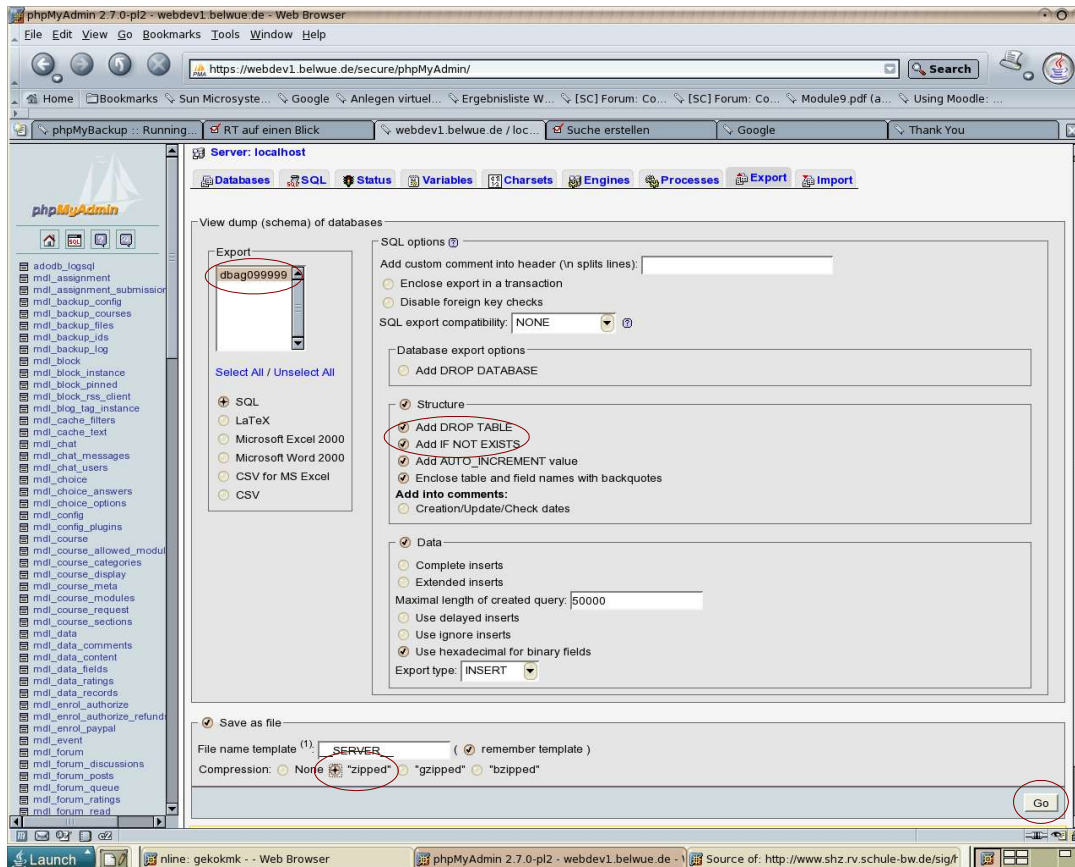 phpMyAdmin 2.7.0-pl2 - webdev1.belwue.de - Web Browser
File Edit View Go Bookmarks Tools Window Help
https://webdev1.belwue.de/secure/phpMyAdmin/
Search
Home Bookmarks Sun Microsyste... Google Anlegen virtuel... Ergebnisliste W... [SC] Forum: Co... [SC] Forum: Co... Module9.pdf (a... Using Moodle: ...
phpMyBackup :: Running... RT auf einen Blick webdev1.belwue.de / loc... Suche erstellen Google Thank You
phpMyAdmin
SQL
adodb_logsql
mdl_assignment
mdl_assignment_submission
mdl_backup_config
mdl_backup_courses
mdl_backup_files
mdl_backup_ids
mdl_backup_log
mdl_block
mdl_block_instance
mdl_block_pinned
mdl_block_rss_client
mdl_blog_tag_instance
mdl_cache_filters
mdl_cache_text
mdl_chat
mdl_chat_messages
mdl_chat_users
mdl_choice
mdl_choice_answers
mdl_choice_options
mdl_config
mdl_config_plugins
mdl_course
mdl_course_allowed_modul
mdl_course_categories
mdl_course_display
mdl_course_meta
mdl_course_modules
mdl_course_request
mdl_course_sections
mdl_data
mdl_data_comments
mdl_data_content
mdl_data_fields
mdl_data_ratings
mdl_data_records
mdl_enrol_authorize
mdl_enrol_authorize_refunds
mdl_enrol_paypal
mdl_event
mdl_forum
mdl_forum_discussions
mdl_forum_posts
mdl_forum_queue
mdl_forum_ratings
mdl_forum_read
Server: localhost
Databases SQL Status Variables Charsets Engines Processes Export Import
View dump (schema) of databases
Export
dbag099999
Select All / Unselect All
SQL
LaTeX
Microsoft Excel 2000
Microsoft Word 2000
CSV for MS Excel
CSV
SQL options
Add custom comment into header (\n splits lines):
Enclose export in a transaction
Disable foreign key checks
SQL export compatibility: NONE
Database export options
Add DROP DATABASE
Structure
Add DROP TABLE
Add IF NOT EXISTS
Add AUTO_INCREMENT value
Enclose table and field names with backquotes
Add into comments:
Creation/Update/Check dates
Data
Complete inserts
Extended inserts
Maximal length of created query: 50000
Use delayed inserts
Use ignore inserts
Use hexadecimal for binary fields
Export type: INSERT
Save as file
File name template (1): __SERVER__ ( remember template )
Compression: None "zipped" "gzipped" "bzipped"
Go
Launch nline: gekokmk - - Web Browser phpMyAdmin 2.7.0-pl2 - webdev1.belwue.de - Source of: http://www.shz.rv.schule-bw.de/sig/